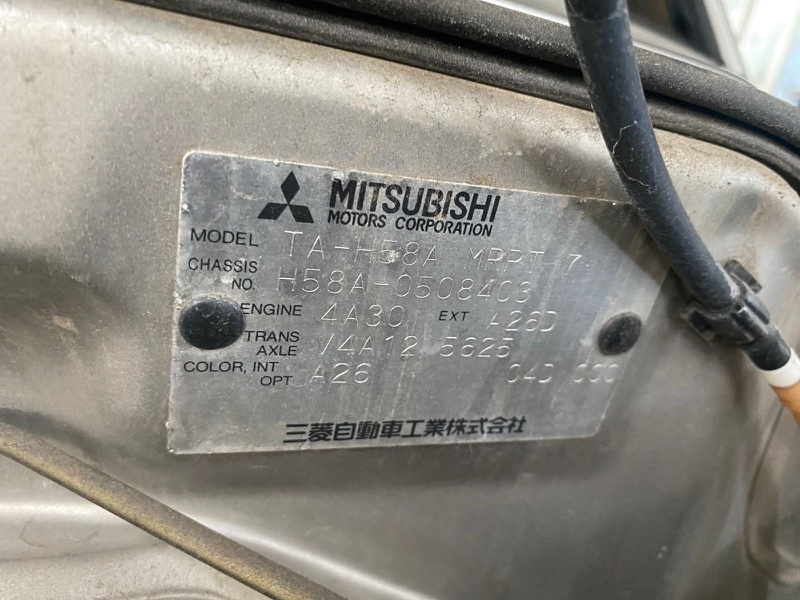 MITSUBISHI
MOTORS CORPORATION
MODEL TA-H58A MRPT 7
CHASSIS NO. H58A-0508403
ENGINE 4A30 EXT A26D
TRANS AXLE V4A12 5625
COLOR, INT OPT A26 04D 000
三菱自動車工業株式会社